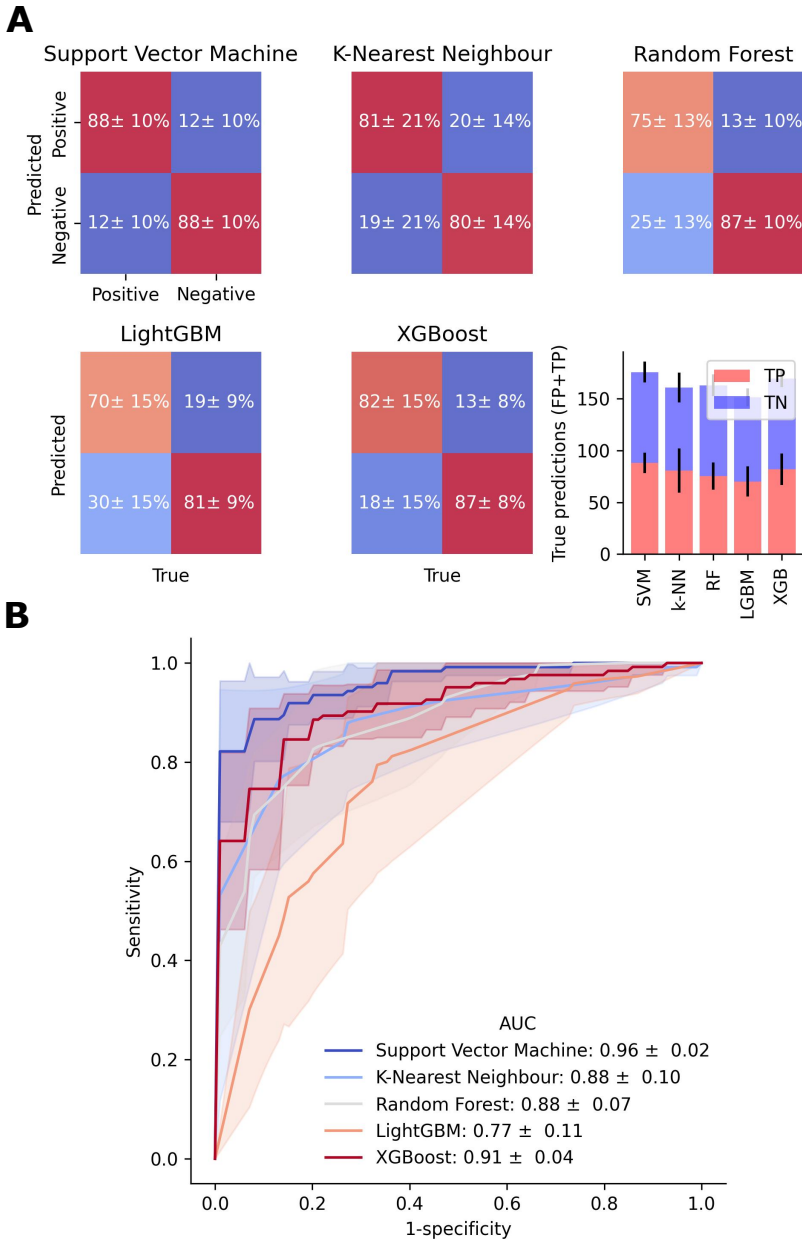 A
Support Vector Machine
K-Nearest Neighbour
Random Forest
Predicted
Positive
Negative
88± 10% 12± 10%
12± 10% 88± 10%
Positive Negative
81± 21% 20± 14%
19± 21% 80± 14%
75± 13% 13± 10%
25± 13% 87± 10%
LightGBM
XGBoost
Predicted
70± 15% 19± 9%
30± 15% 81± 9%
True
82± 15% 13± 8%
18± 15% 87± 8%
True
True predictions (FP+TP)
150
100
50
0
TP
TN
SVM
k-NN
RF
LGBM
XGB
B
Sensitivity
1.0
0.8
0.6
0.4
0.2
0.0
AUC
Support Vector Machine: 0.96 ± 0.02
K-Nearest Neighbour: 0.88 ± 0.10
Random Forest: 0.88 ± 0.07
LightGBM: 0.77 ± 0.11
XGBoost: 0.91 ± 0.04
0.0 0.2 0.4 0.6 0.8 1.0
1-specificity